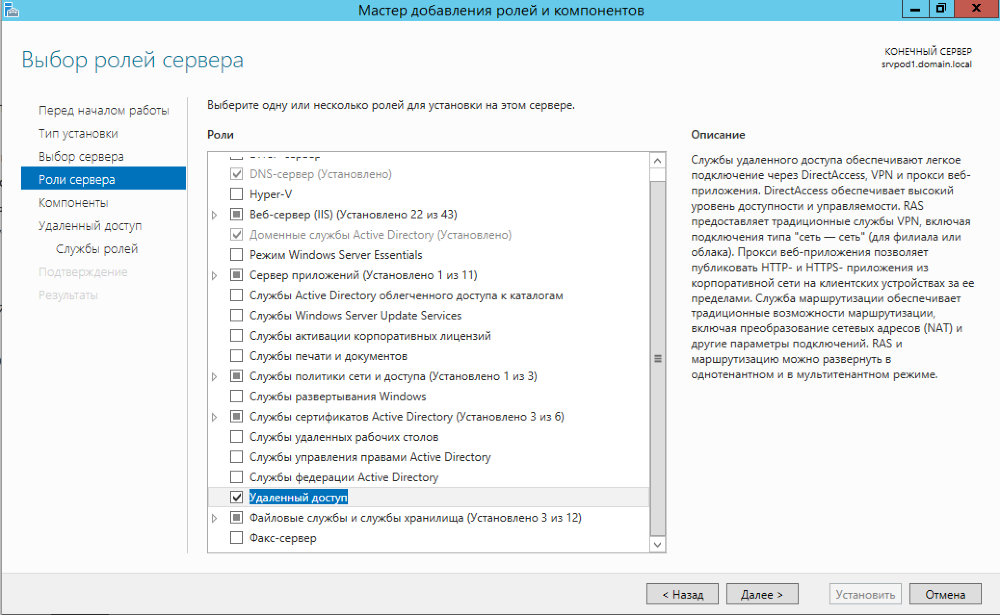 Мастер добавления ролей и компонентов
Выбор ролей сервера
КОНЕЧНЫЙ СЕРВЕР
srvpod1.domain.local
Перед началом работы
Тип установки
Выбор сервера
Роли сервера
Компоненты
Удаленный доступ
Службы ролей
Подтверждение
Результаты
Выберите одну или несколько ролей для установки на этом сервере.
Роли
DNS-сервер (Установлено)
Hyper-V
Веб-сервер (IIS) (Установлено 22 из 43)
Доменные службы Active Directory (Установлено)
Режим Windows Server Essentials
Сервер приложений (Установлено 1 из 11)
Службы Active Directory облегченного доступа к каталогам
Службы Windows Server Update Services
Службы активации корпоративных лицензий
Службы печати и документов
Службы политики сети и доступа (Установлено 1 из 3)
Службы развертывания Windows
Службы сертификатов Active Directory (Установлено 3 из 6)
Службы удаленных рабочих столов
Службы управления правами Active Directory
Службы федерации Active Directory
Удаленный доступ
Файловые службы и службы хранилища (Установлено 3 из 12)
Факс-сервер
Описание
Службы удаленного доступа обеспечивают легкое
подключение через DirectAccess, VPN и прокси веб-
приложения. DirectAccess обеспечивает высокий
уровень доступности и управляемости. RAS
предоставляет традиционные службы VPN, включая
подключения типа "сеть — сеть" (для филиала или
облака). Прокси веб-приложения позволяет
публиковать HTTP- и HTTPS- приложения из
корпоративной сети на клиентских устройствах за ее
пределами. Служба маршрутизации обеспечивает
традиционные возможности маршрутизации,
включая преобразование сетевых адресов (NAT) и
другие параметры подключений. RAS и
маршрутизацию можно развернуть в
однотенантном и в мультитенантном режиме.
< Назад
Далее >
Установить
Отмена